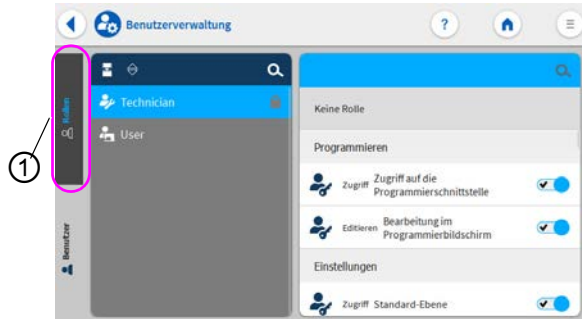 Benutzerverwaltung
?
1
Rollen
Benutzer
Technician
User
Keine Rolle
Programmieren
Zugriff Zugriff auf die
Programmierschnittstelle
Editieren Bearbeitung im
Programmierbildschirm
Einstellungen
Zugriff Standard-Ebene